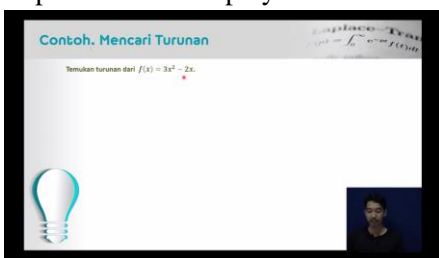 Contoh. Mencari Turunan
Temukan turunan dari f(x) = 3x² − 2x.